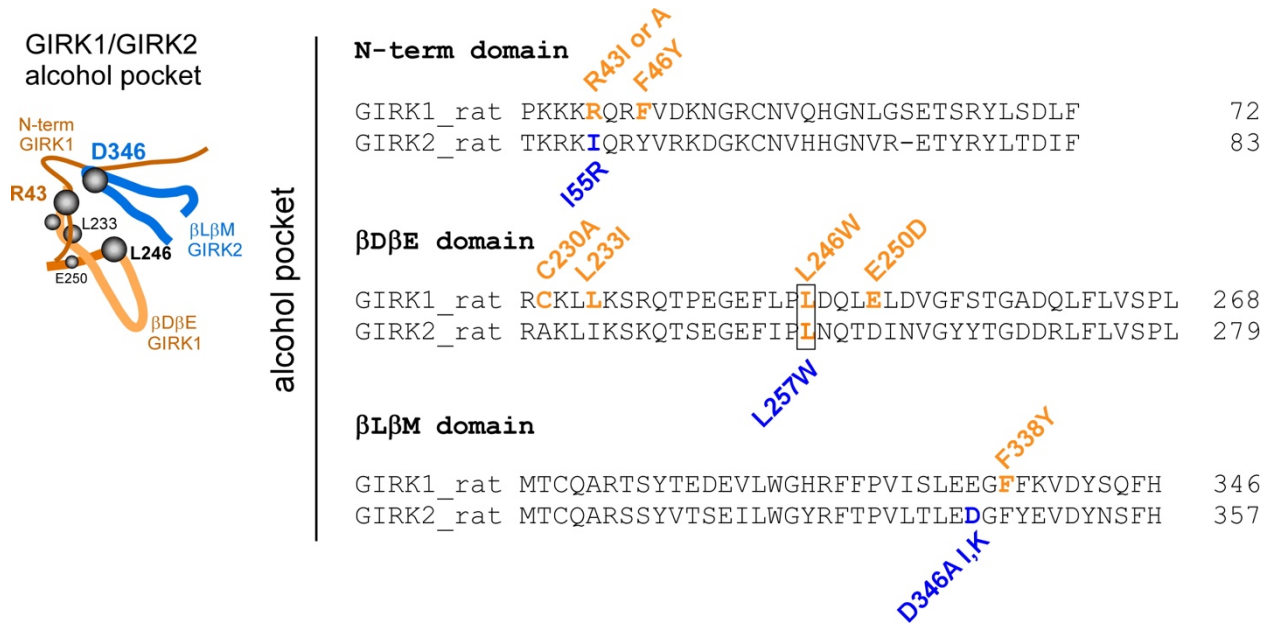 GIRK1/GIRK2
alcohol pocket
N-term
GIRK1
D346
R43
L233
L246
E250
βLβM
GIRK2
βDβE
GIRK1
alcohol pocket
N-term domain
R43I or A
F46Y
GIRK1_rat PKKKRQRFVDKNGRCNVQHGNLGSETSRYLSDLF 72
GIRK2_rat TKRKIQRYVRKDGKCNVHHGNVR-ETYRYLTDIF 83
I55R
βDβE domain
C230A
L233I
L246W
E250D
GIRK1_rat RCKLLKSRQTPEGEFLPLDQLELDVGFSTGADQLFLVSPL 268
GIRK2_rat RAKLIKSKQTSEGEFIPLNQTDINVGYYTGDDRLFLVSPL 279
L257W
βLβM domain
F338Y
GIRK1_rat MTCQARTSYTEDEVLWGHRFFPVISLEEGFFKVDYSQFH 346
GIRK2_rat MTCQARSSYVTSEILWGYRFTPVLTLEDGFYEVDYNSFH 357
D346A I,K